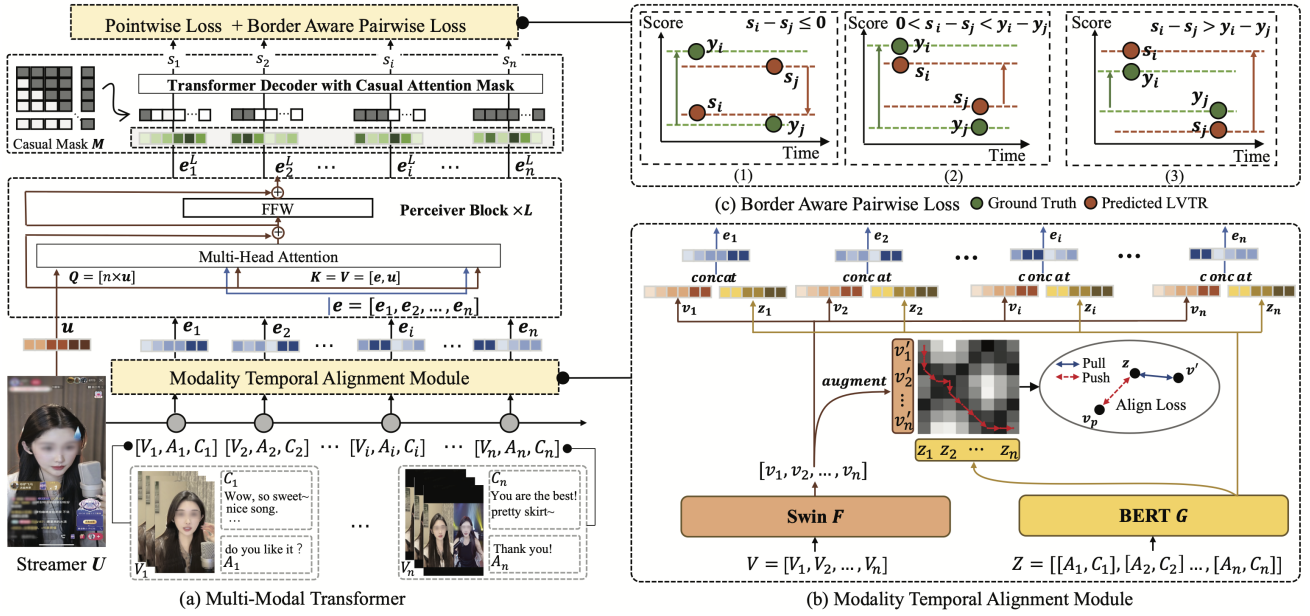 Pointwise Loss + Border Aware Pairwise Loss
s_1 s_2 s_i s_n
Transformer Decoder with Casual Attention Mask
... ... ... ...
Casual Mask M
e_1^L e_2^L ... e_i^L ... e_n^L
FFW
Perceiver Block ×L
Multi-Head Attention
Q = [n×u] K = V = [e, u]
e = [e_1, e_2, ..., e_n]
u
e_1 e_2 e_i e_n
... ...
Modality Temporal Alignment Module
[V_1, A_1, C_1] [V_2, A_2, C_2] ... [V_i, A_i, C_i] ... [V_n, A_n, C_n]
C_1
Wow, so sweet~
nice song.
...
do you like it ?
A_1
V_1
...
C_n
You are the best!
pretty skirt~
Thank you!
A_n
V_n
Streamer U
(a) Multi-Modal Transformer
Score s_i − s_j ≤ 0
y_i
s_j
s_i
y_j
Time
(1)
Score 0 < s_i − s_j < y_i − y_j
y_i
s_i
s_j
y_j
Time
(2)
Score s_i − s_j > y_i − y_j
s_i
y_i
y_j
s_j
Time
(3)
(c) Border Aware Pairwise Loss Ground Truth Predicted LVTR
e_1 e_2 e_i e_n
... ...
concat concat concat concat
v_1 z_1 v_2 z_2 v_i z_i v_n z_n
augment
v'_1
v'_2
⋮
v'_n
z_1 z_2 ... z_n
Pull
Push
z v'
v_p
Align Loss
[v_1, v_2, ..., v_n]
Swin F
BERT G
V = [V_1, V_2, ..., V_n]
Z = [[A_1, C_1], [A_2, C_2] ..., [A_n, C_n]]
(b) Modality Temporal Alignment Module